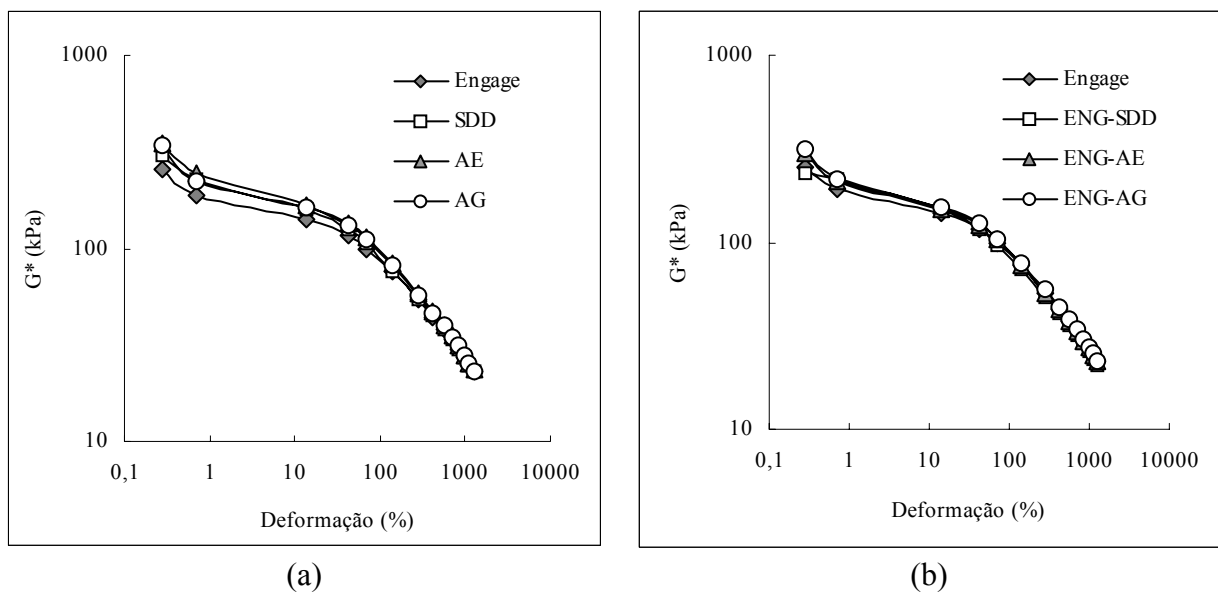 1000
100
10
G* (kPa)
Engage
SDD
AE
AG
0,1 1 10 100 1000 10000
Deformação (%)
(a)
1000
100
10
G* (kPa)
Engage
ENG-SDD
ENG-AE
ENG-AG
0,1 1 10 100 1000 10000
Deformação (%)
(b)